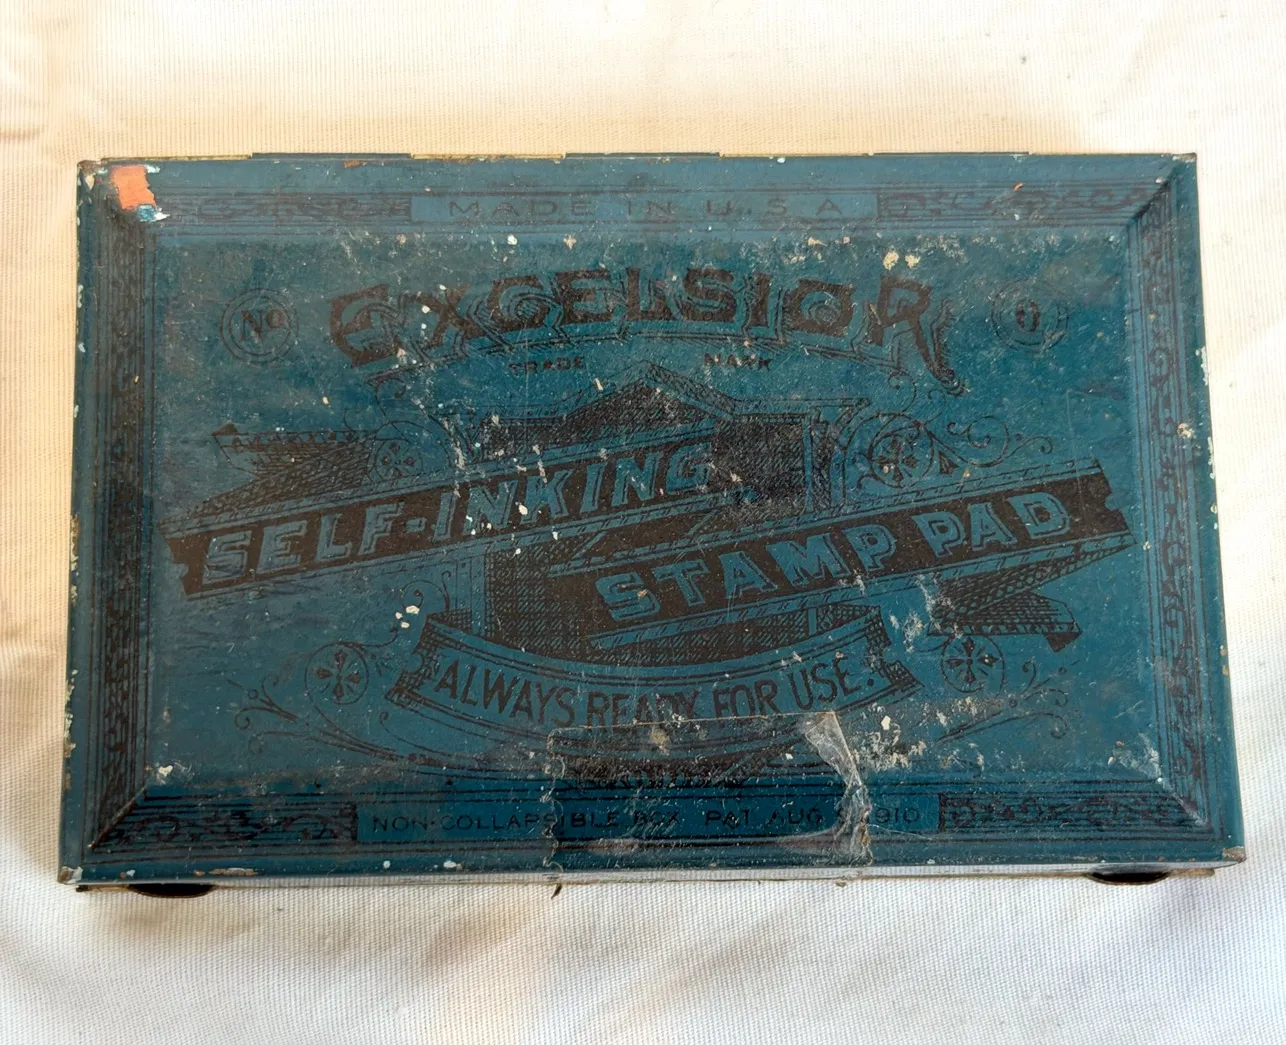 MADE IN U.S.A
EXCELSIOR
No
TRADE MARK
SELF-INKING
STAMP PAD
ALWAYS READY FOR USE.
NON-COLLAPSIBLE BOX PAT. AUG 1910